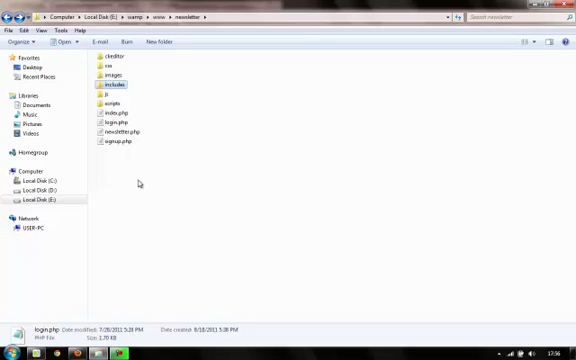 Computer ▸ Local Disk (E:) ▸ wamp ▸ www ▸ newsletter ▸
Search newsletter
File Edit View Tools Help
Organize ▾ Open ▾ E-mail Burn New folder
Favorites
Desktop
Recent Places
Libraries
Documents
Music
Pictures
Videos
Homegroup
Computer
Local Disk (C:)
Local Disk (D:)
Local Disk (E:)
Network
USER-PC
ckeditor
css
images
includes
js
scripts
index.php
login.php
newsletter.php
signup.php
login.php Date modified: 7/28/2011 5:28 PM Date created: 8/18/2011 5:38 PM
PHP File Size: 1.70 KB
17:56